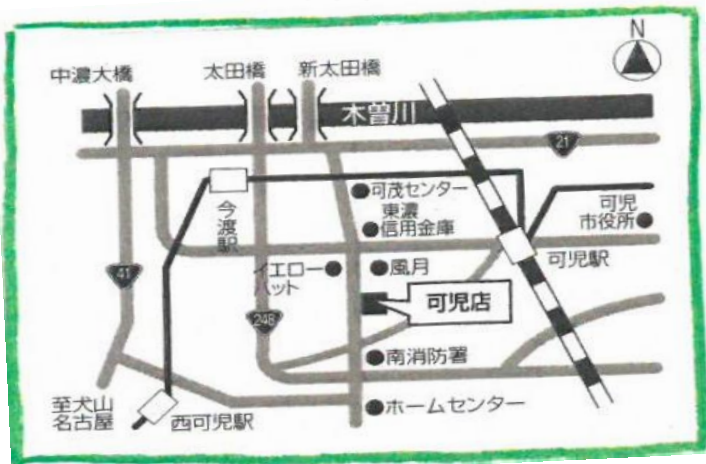 N
中濃大橋
太田橋
新太田橋
木曽川
21
可茂センター
東濃
信用金庫
今渡駅
可児
市役所
可児駅
41
イエロー
ハット
風月
可児店
248
南消防署
至犬山
名古屋
西可児駅
ホームセンター